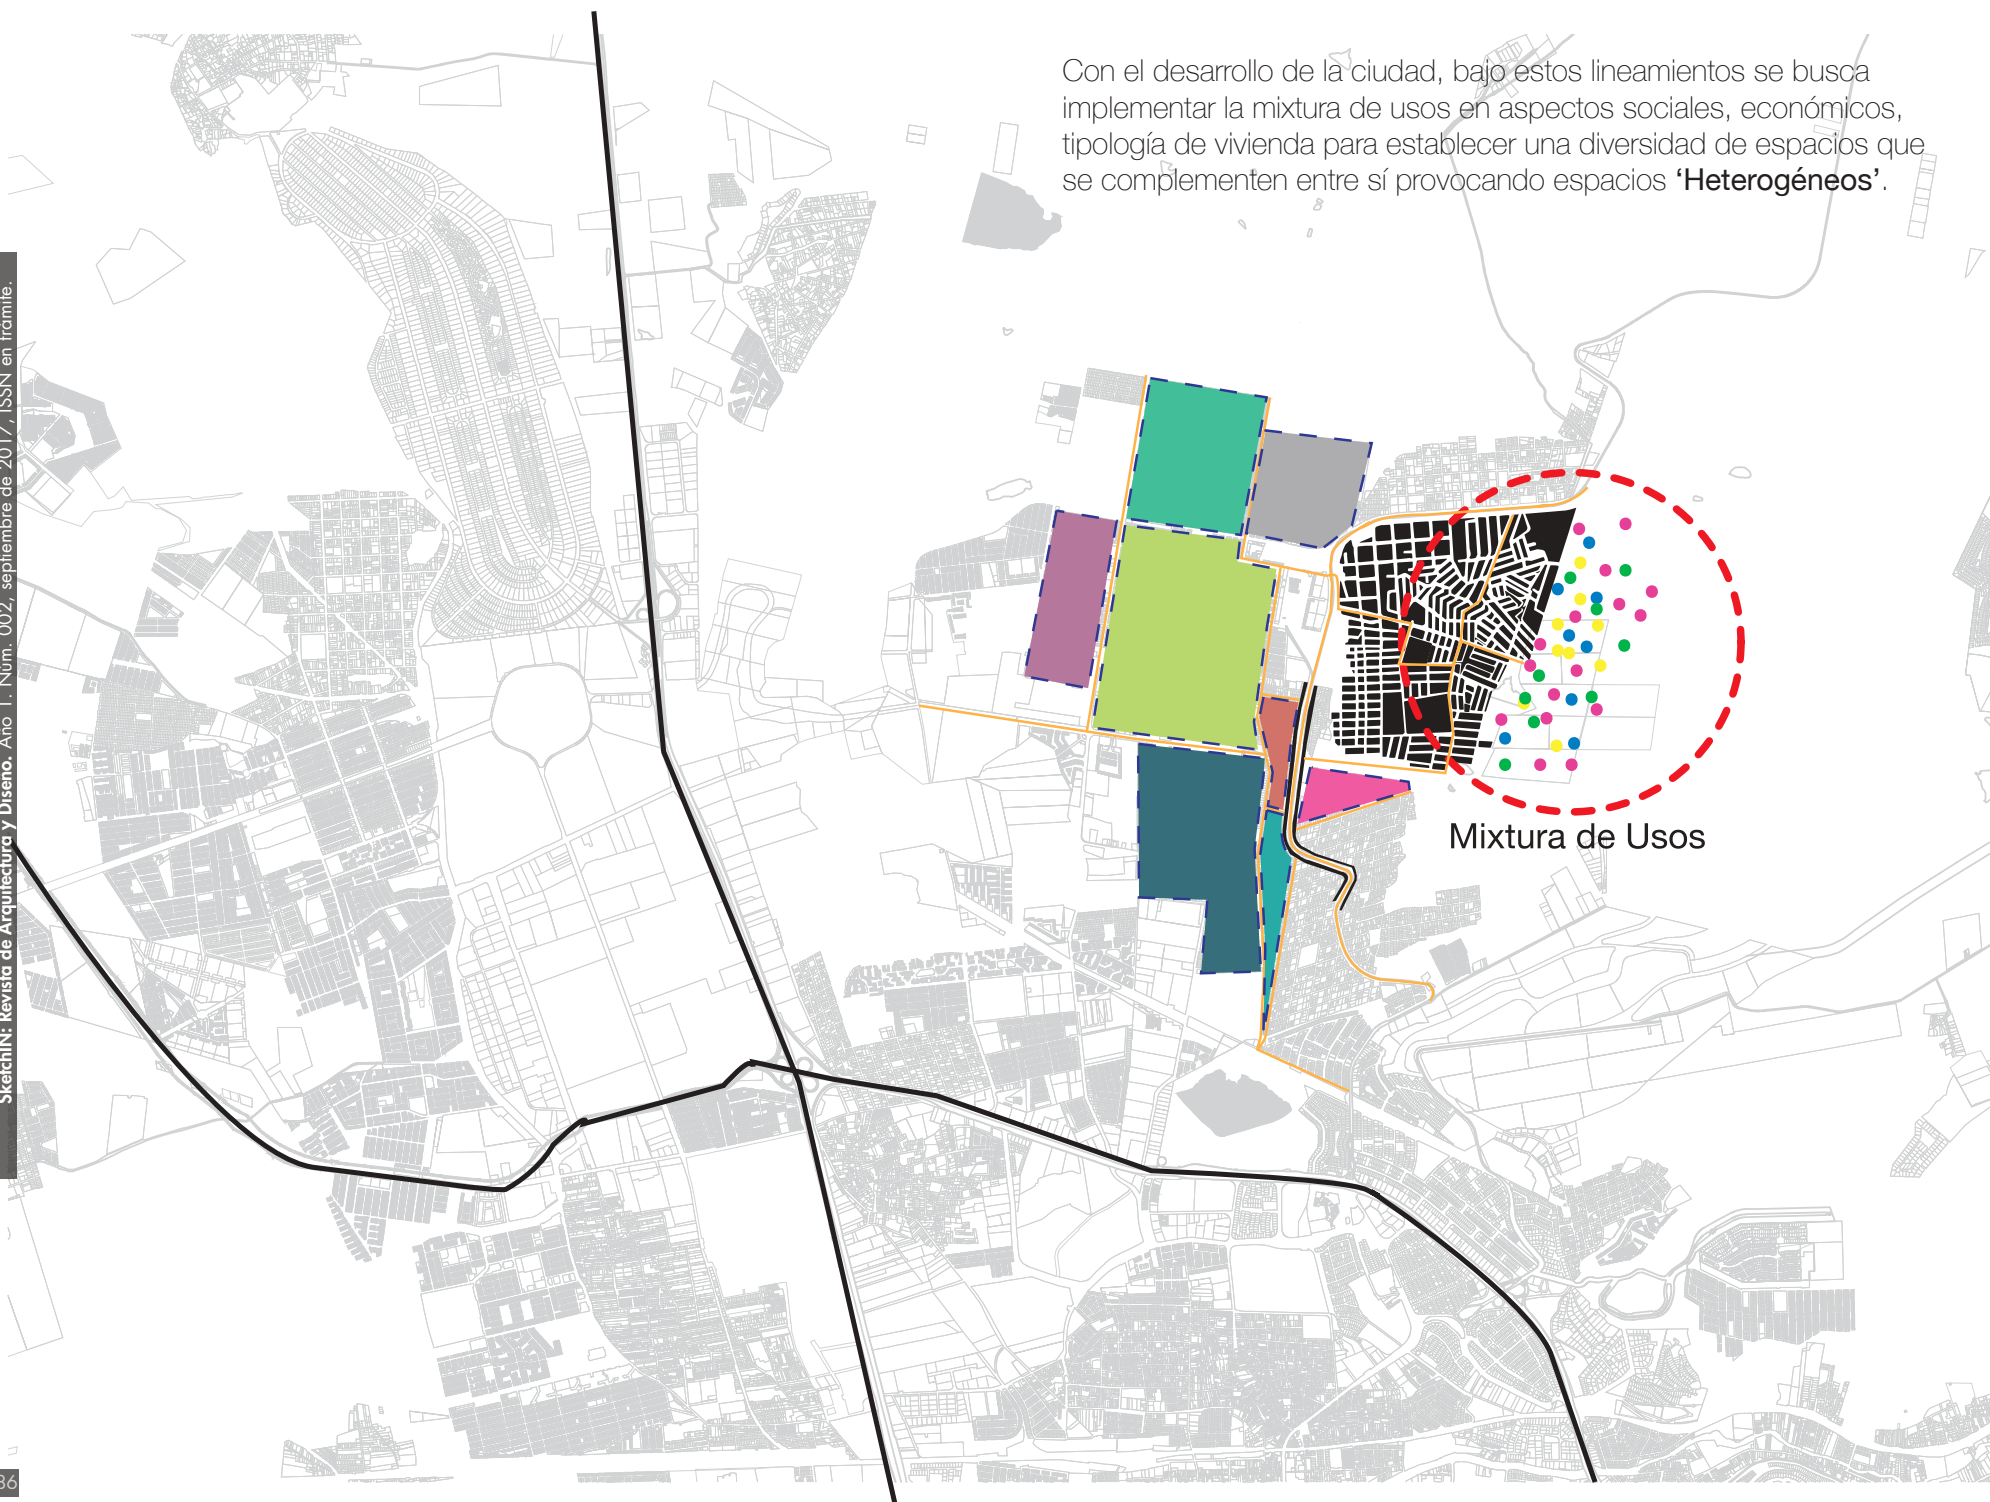 Con el desarrollo de la ciudad, bajo estos lineamientos se busca
implementar la mixtura de usos en aspectos sociales, económicos,
tipología de vivienda para establecer una diversidad de espacios que
se complementen entre sí provocando espacios ‘Heterogéneos’.
Mixtura de Usos
SketchIN: Revista de Arquitectura y Diseño. Año 1. Núm. 002, septiembre de 2017, ISSN en trámite.
86